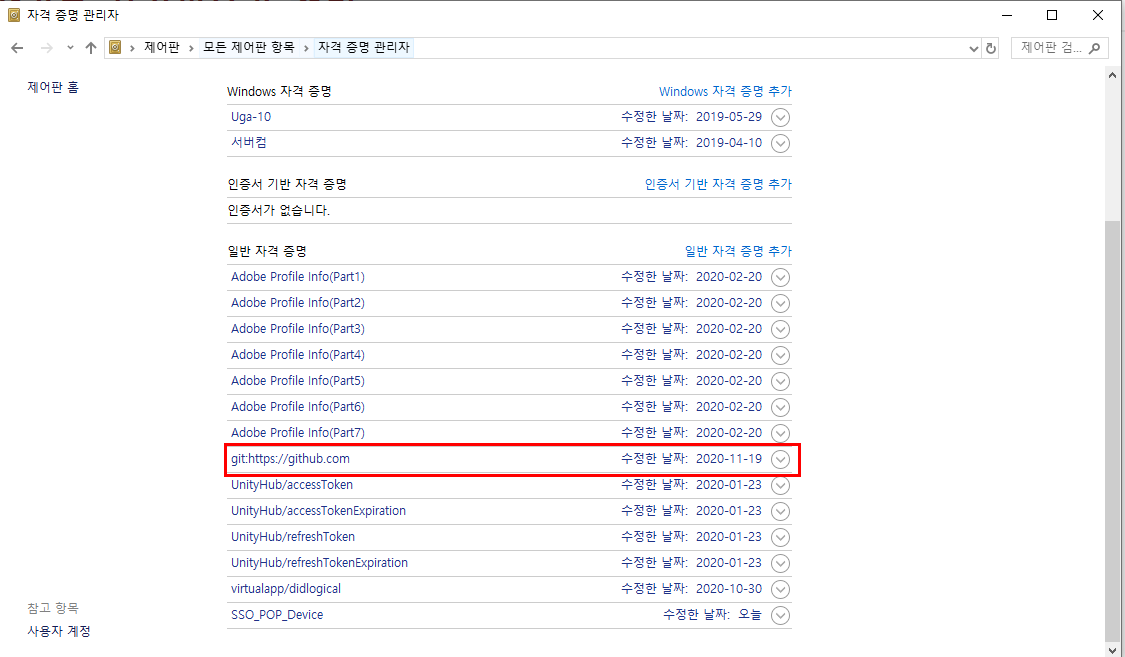 자격 증명 관리자
제어판 › 모든 제어판 항목 › 자격 증명 관리자
제어판 검...
제어판 홈
Windows 자격 증명 Windows 자격 증명 추가
Uga-10 수정한 날짜: 2019-05-29
서버컴 수정한 날짜: 2019-04-10
인증서 기반 자격 증명 인증서 기반 자격 증명 추가
인증서가 없습니다.
일반 자격 증명 일반 자격 증명 추가
Adobe Profile Info(Part1) 수정한 날짜: 2020-02-20
Adobe Profile Info(Part2) 수정한 날짜: 2020-02-20
Adobe Profile Info(Part3) 수정한 날짜: 2020-02-20
Adobe Profile Info(Part4) 수정한 날짜: 2020-02-20
Adobe Profile Info(Part5) 수정한 날짜: 2020-02-20
Adobe Profile Info(Part6) 수정한 날짜: 2020-02-20
Adobe Profile Info(Part7) 수정한 날짜: 2020-02-20
git:https://github.com 수정한 날짜: 2020-11-19
UnityHub/accessToken 수정한 날짜: 2020-01-23
UnityHub/accessTokenExpiration 수정한 날짜: 2020-01-23
UnityHub/refreshToken 수정한 날짜: 2020-01-23
UnityHub/refreshTokenExpiration 수정한 날짜: 2020-01-23
virtualapp/didlogical 수정한 날짜: 2020-10-30
SSO_POP_Device 수정한 날짜: 오늘
참고 항목
사용자 계정